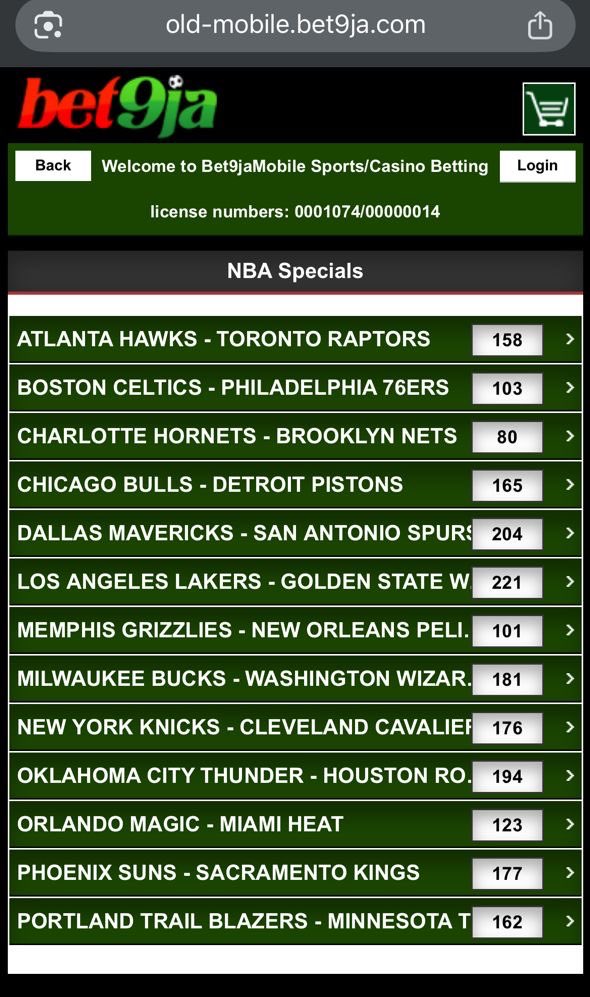 old-mobile.bet9ja.com
bet9ja
Back Welcome to Bet9jaMobile Sports/Casino Betting Login
license numbers: 0001074/00000014
NBA Specials
ATLANTA HAWKS - TORONTO RAPTORS 158
BOSTON CELTICS - PHILADELPHIA 76ERS 103
CHARLOTTE HORNETS - BROOKLYN NETS 80
CHICAGO BULLS - DETROIT PISTONS 165
DALLAS MAVERICKS - SAN ANTONIO SPURS 204
LOS ANGELES LAKERS - GOLDEN STATE W 221
MEMPHIS GRIZZLIES - NEW ORLEANS PELI. 101
MILWAUKEE BUCKS - WASHINGTON WIZAR. 181
NEW YORK KNICKS - CLEVELAND CAVALIER 176
OKLAHOMA CITY THUNDER - HOUSTON RO. 194
ORLANDO MAGIC - MIAMI HEAT 123
PHOENIX SUNS - SACRAMENTO KINGS 177
PORTLAND TRAIL BLAZERS - MINNESOTA T 162